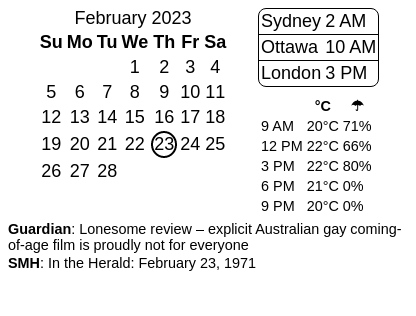 February 2023
Su Mo Tu We Th Fr Sa
1 2 3 4
5 6 7 8 9 10 11
12 13 14 15 16 17 18
19 20 21 22 23 24 25
26 27 28
Sydney 2 AM
Ottawa 10 AM
London 3 PM
°C ☂
9 AM 20°C 71%
12 PM 22°C 66%
3 PM 22°C 80%
6 PM 21°C 0%
9 PM 20°C 0%
Guardian: Lonesome review – explicit Australian gay coming-
of-age film is proudly not for everyone
SMH: In the Herald: February 23, 1971